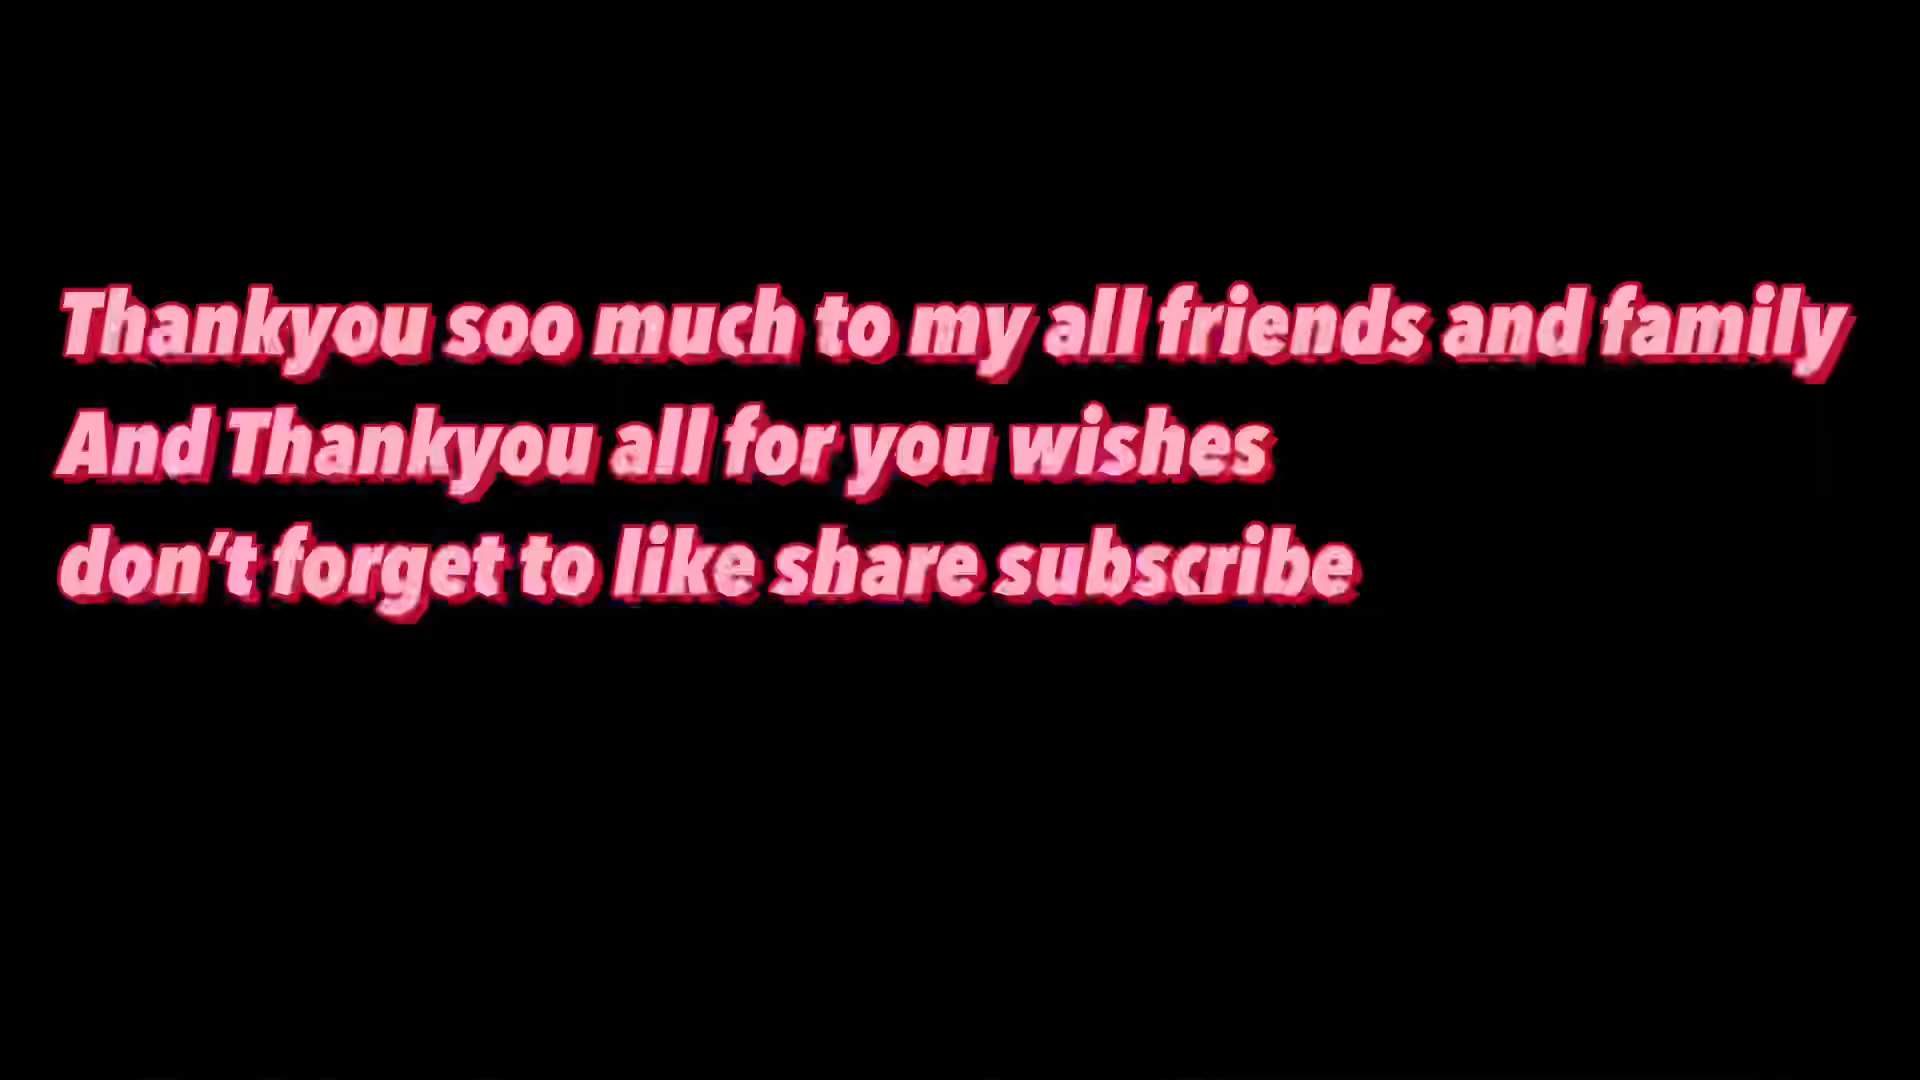 Thankyou soo much to my all friends and family
And Thankyou all for you wishes
don't forget to like share subscribe